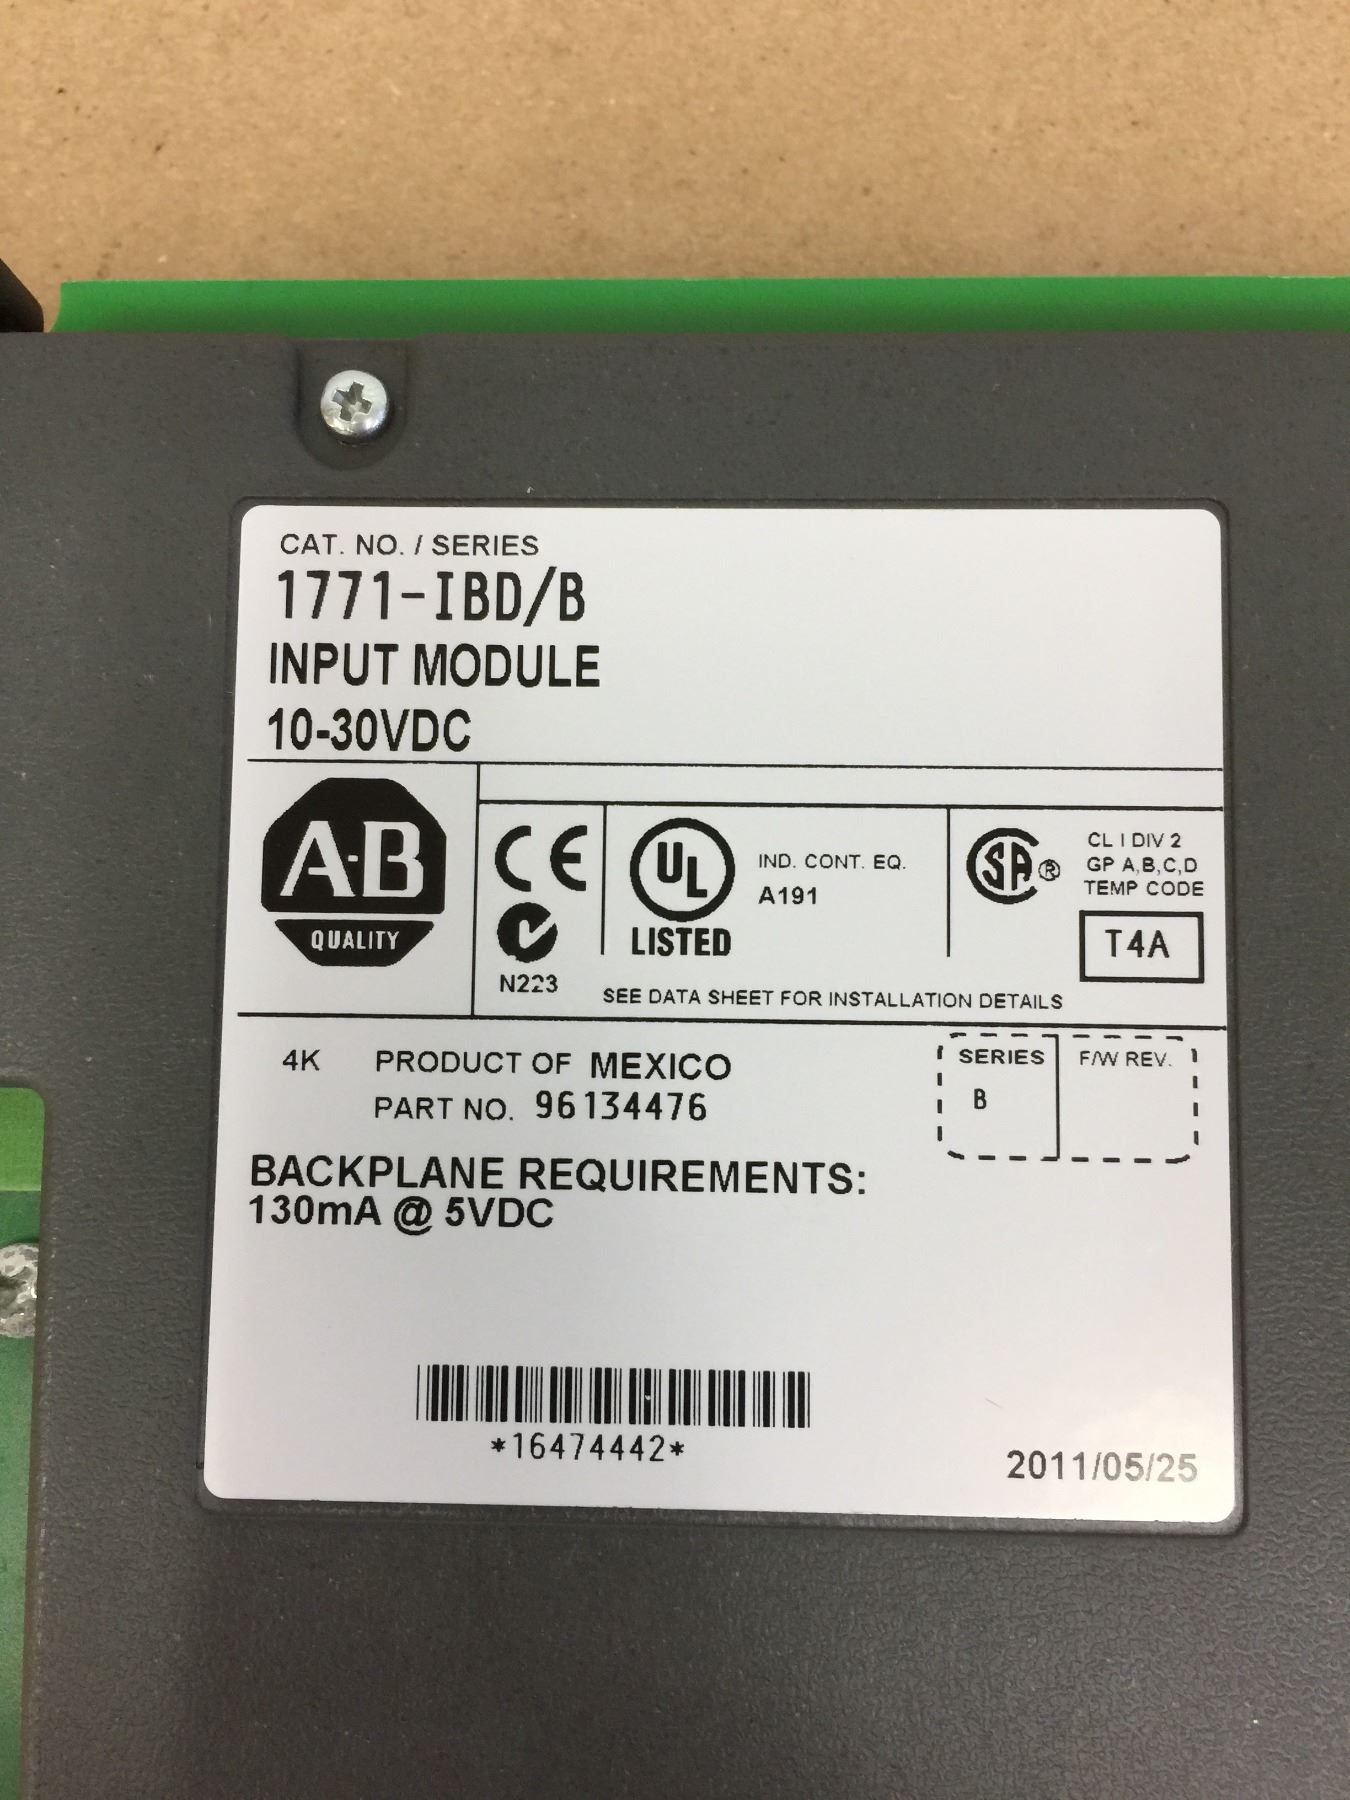 CAT. NO. / SERIES
1771-IBD/B
INPUT MODULE
10-30VDC
A-B
QUALITY
CE
N223
UL
LISTED
IND. CONT. EQ.
A191
SA ®
CL I DIV 2
GP A,B,C,D
TEMP CODE
T4A
SEE DATA SHEET FOR INSTALLATION DETAILS
4K PRODUCT OF MEXICO
PART NO. 96134476
SERIES F/W REV.
B
BACKPLANE REQUIREMENTS:
130mA @ 5VDC
*16474442*
2011/05/25